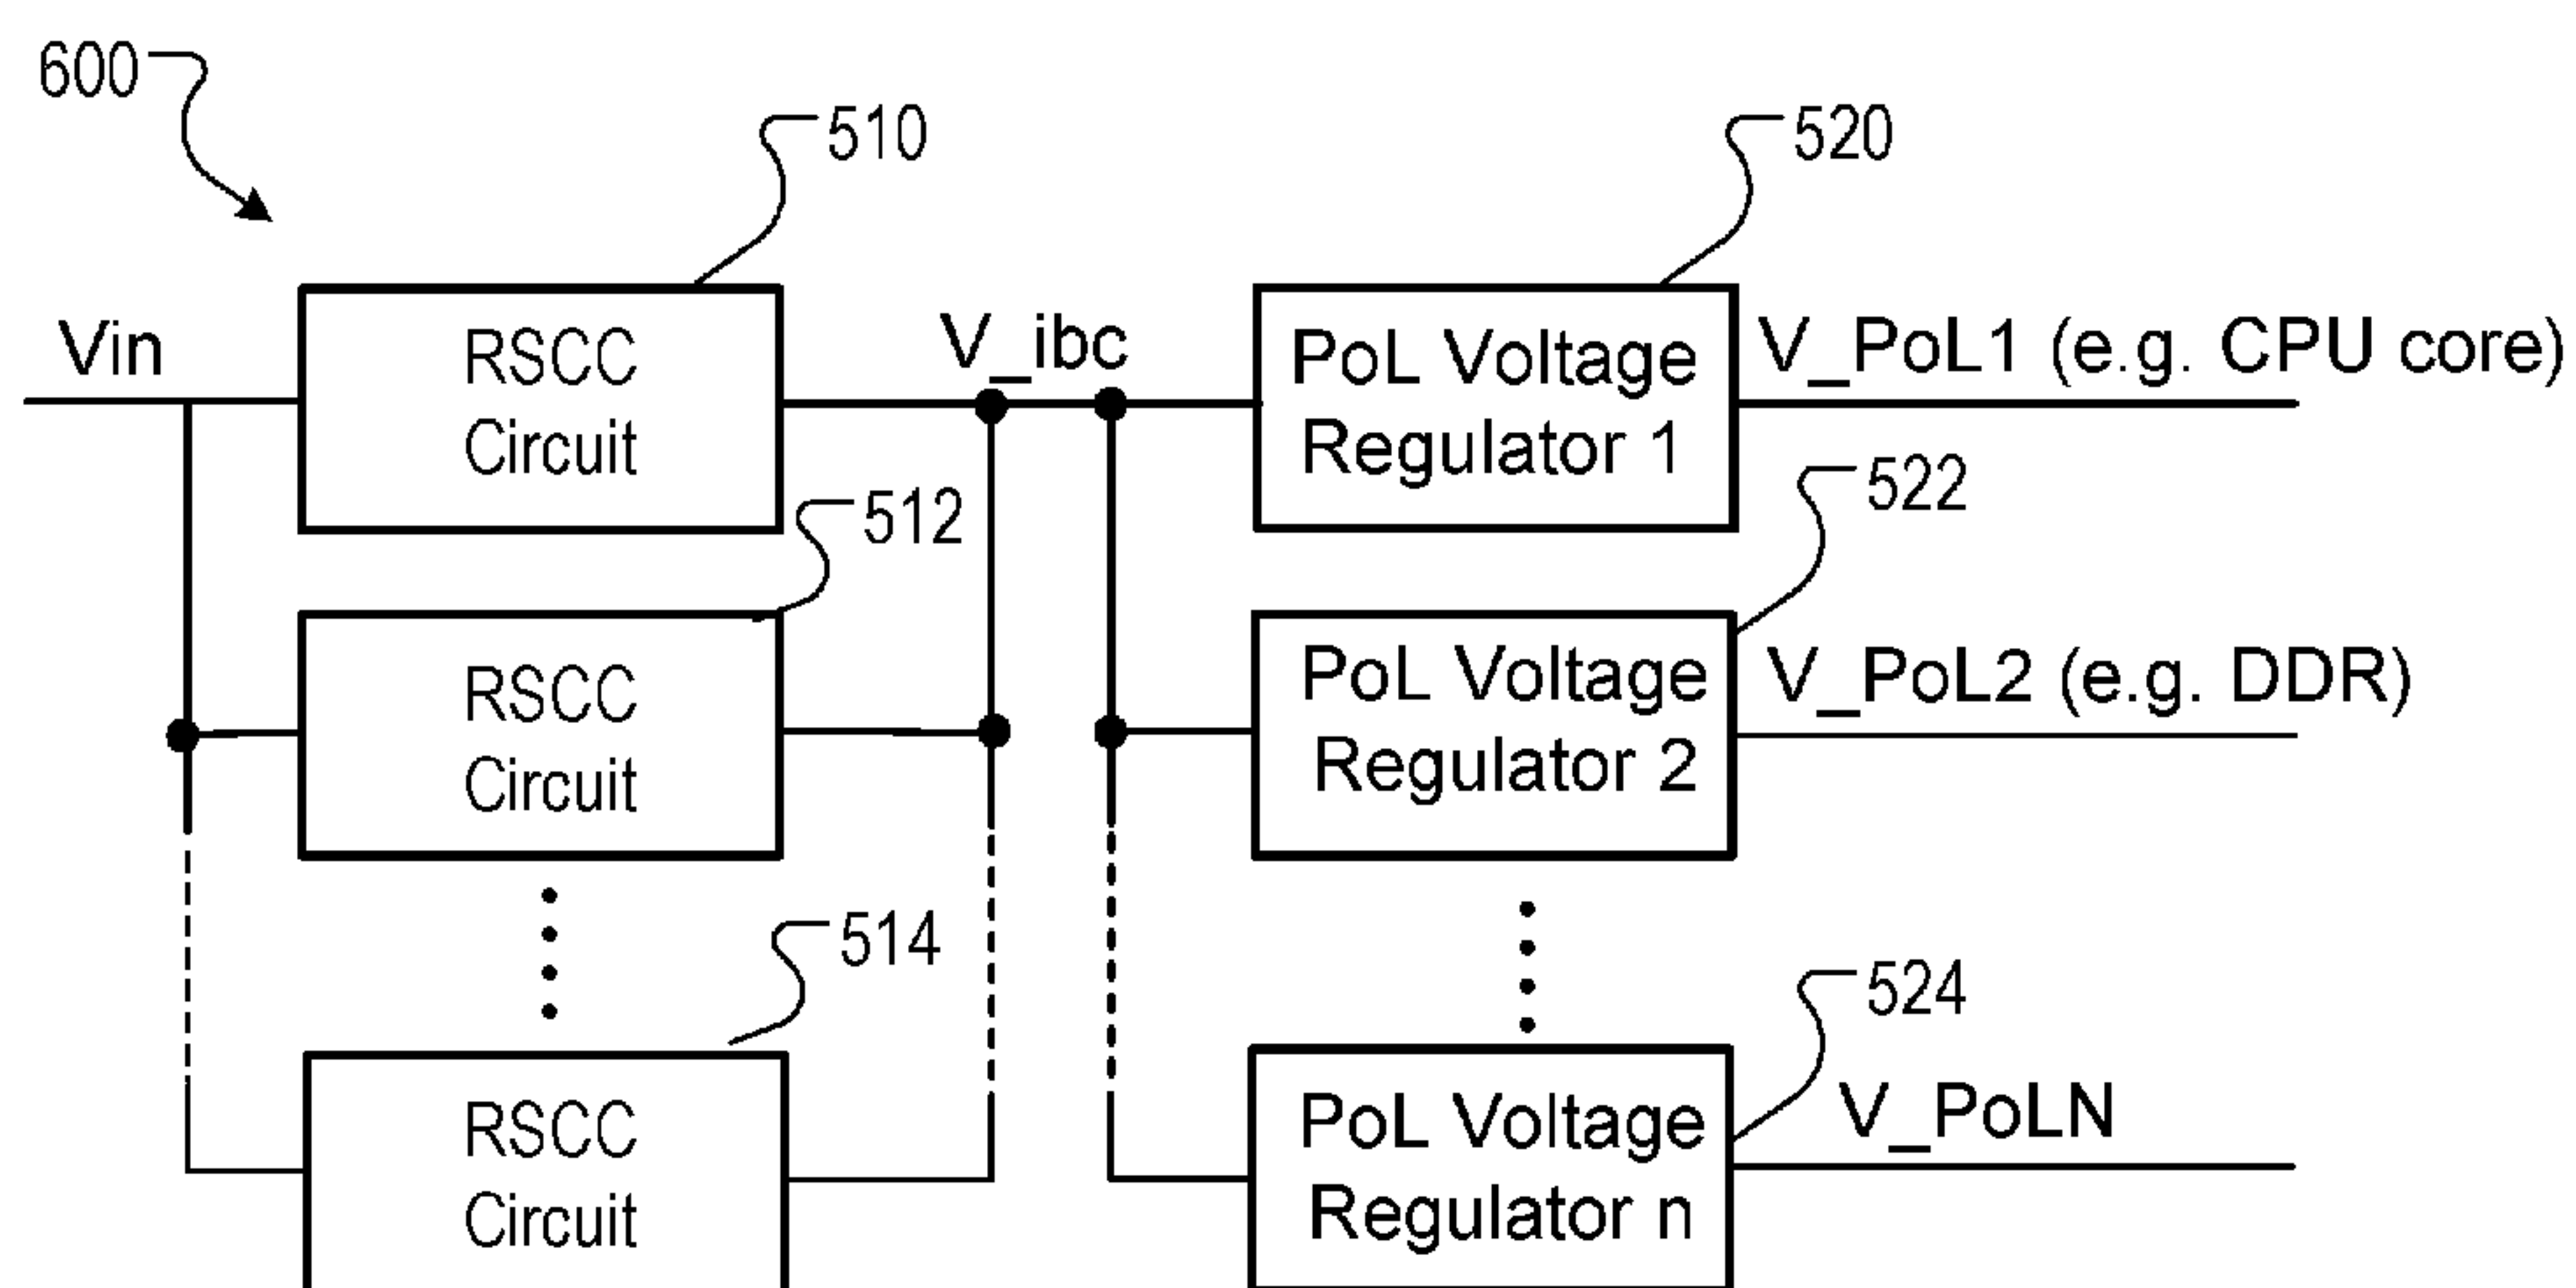 600
510
520
Vin
RSCC
Circuit
V_ibc
PoL Voltage
Regulator 1
V_PoL1 (e.g. CPU core)
512
522
RSCC
Circuit
PoL Voltage
Regulator 2
V_PoL2 (e.g. DDR)
514
524
RSCC
Circuit
PoL Voltage
Regulator n
V_PoLN